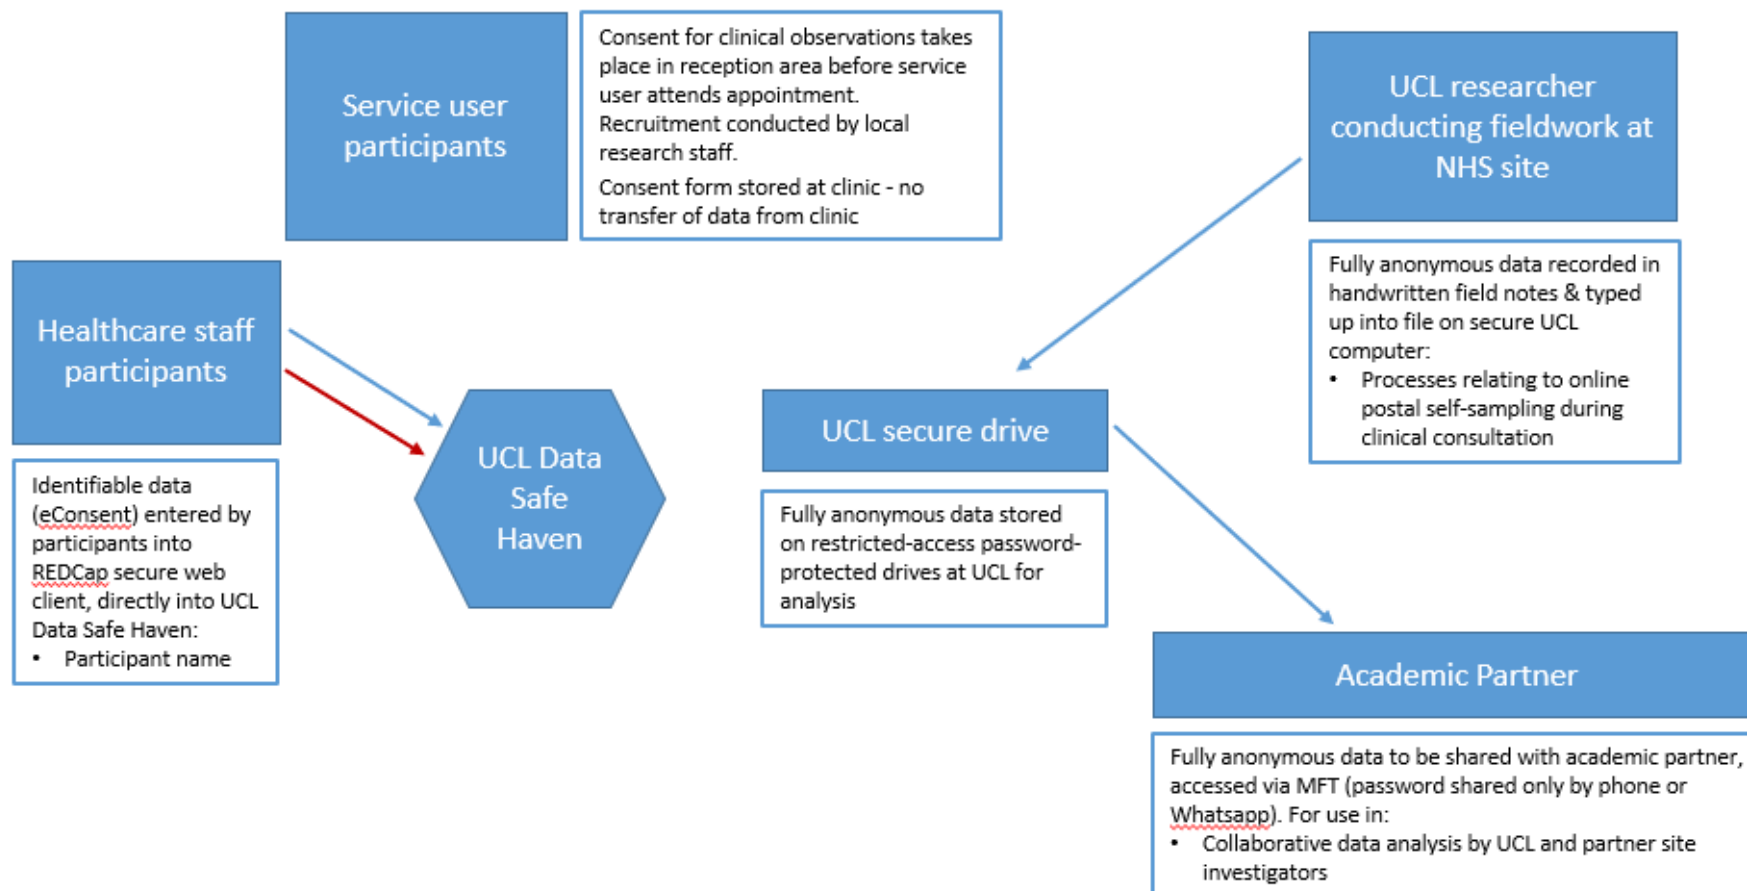 Service user
participants
Consent for clinical observations takes
place in reception area before service
user attends appointment.
Recruitment conducted by local
research staff.
Consent form stored at clinic - no
transfer of data from clinic
UCL researcher
conducting fieldwork at
NHS site
Fully anonymous data recorded in
handwritten field notes & typed
up into file on secure UCL
computer:
• Processes relating to online
postal self-sampling during
clinical consultation
Healthcare staff
participants
Identifiable data
(eConsent) entered by
participants into
REDCap secure web
client, directly into UCL
Data Safe Haven:
• Participant name
UCL Data
Safe
Haven
UCL secure drive
Fully anonymous data stored
on restricted-access password-
protected drives at UCL for
analysis
Academic Partner
Fully anonymous data to be shared with academic partner,
accessed via MFT (password shared only by phone or
Whatsapp). For use in:
• Collaborative data analysis by UCL and partner site
investigators